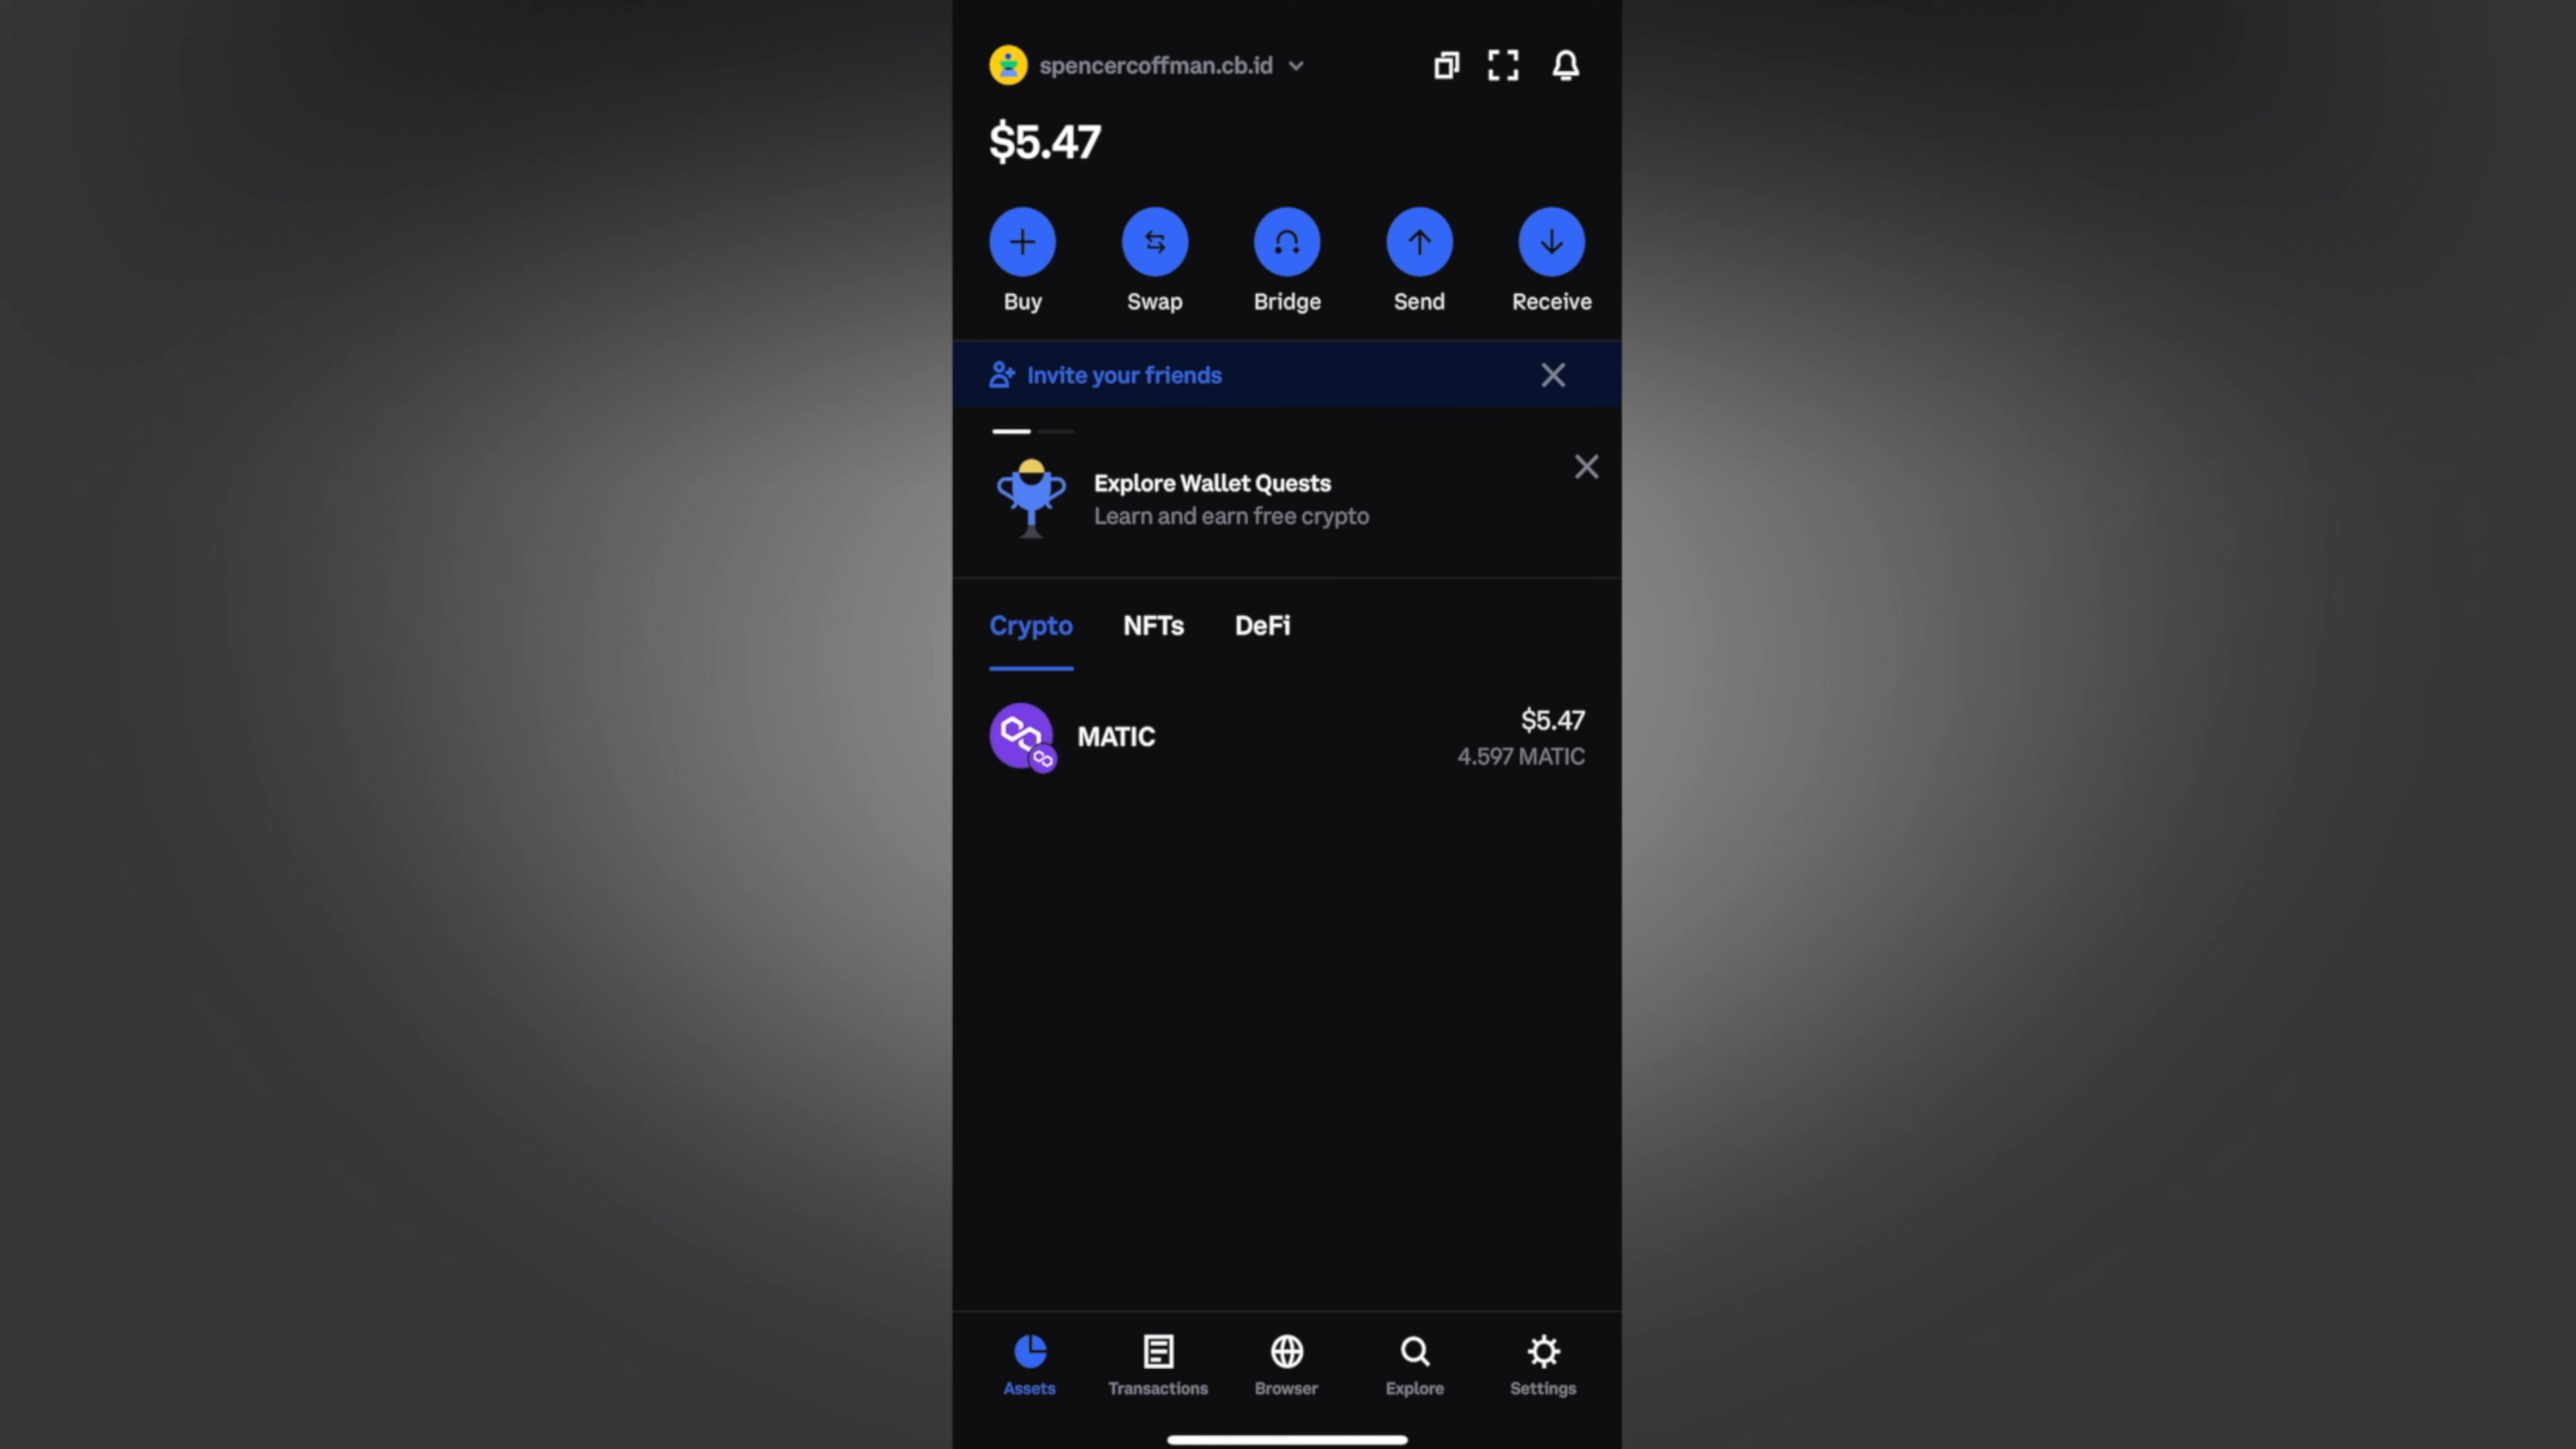 spencercoffman.cb.id
$5.47
Buy Swap Bridge Send Receive
Invite your friends
Explore Wallet Quests
Learn and earn free crypto
Crypto NFTs DeFi
MATIC
$5.47
4.597 MATIC
Assets Transactions Browser Explore Settings